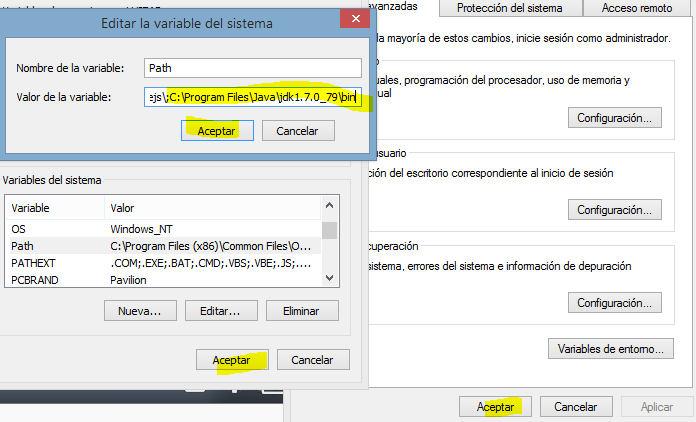 Editar la variable del sistema
Nombre de la variable: Path
Valor de la variable: ejs\;C:\Program Files\Java\jdk1.7.0_79\bin
Aceptar Cancelar
Variables del sistema
Variable Valor
OS Windows_NT
Path C:\Program Files (x86)\Common Files\O...
PATHEXT .COM;.EXE;.BAT;.CMD;.VBS;.VBE;.JS;....
PCBRAND Pavilion
Nueva... Editar... Eliminar
Aceptar Cancelar
avanzadas Protección del sistema Acceso remoto
la mayoría de estos cambios, inicie sesión como administrador.
uales, programación del procesador, uso de memoria y
Configuración...
usuario
ción del escritorio correspondiente al inicio de sesión
Configuración...
cuperación
sistema, errores del sistema e información de depuración
Configuración...
Variables de entorno...
Aceptar Cancelar Aplicar